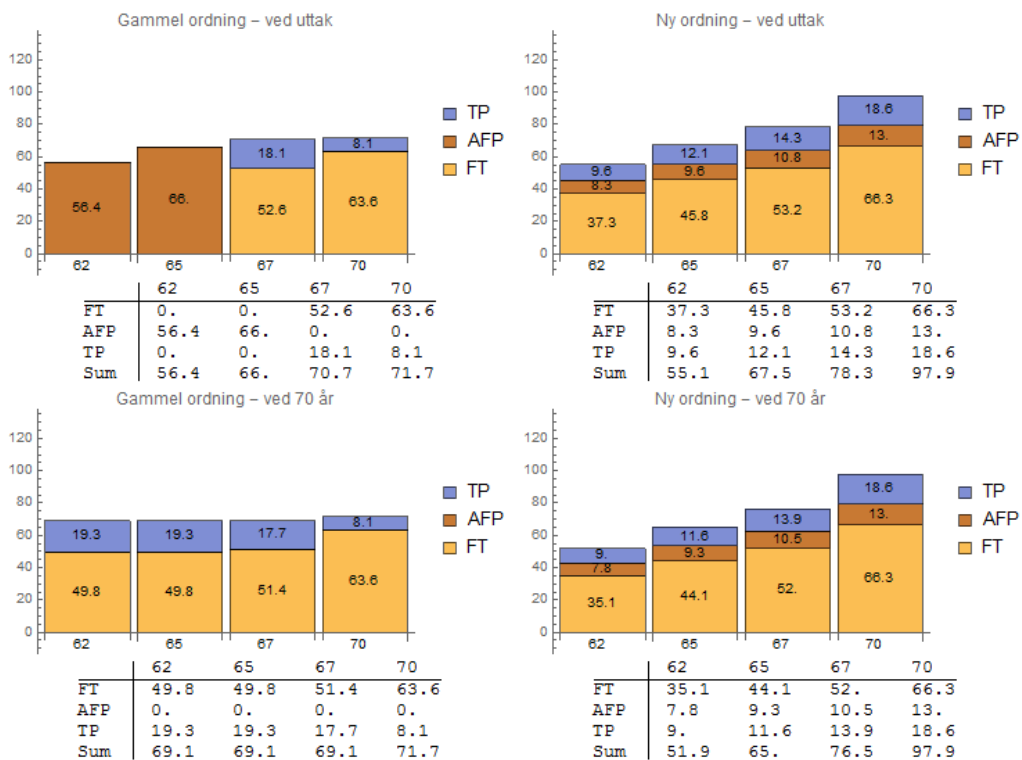 Gammel ordning – ved uttak
120
100
80
60
40
20
0
56.4
66.
18.1
52.6
8.1
63.6
62 65 67 70
TP
AFP
FT
62 65 67 70
FT 0. 0. 52.6 63.6
AFP 56.4 66. 0. 0.
TP 0. 0. 18.1 8.1
Sum 56.4 66. 70.7 71.7
Ny ordning – ved uttak
120
100
80
60
40
20
0
9.6
8.3
37.3
12.1
9.6
45.8
14.3
10.8
53.2
18.6
13.
66.3
62 65 67 70
TP
AFP
FT
62 65 67 70
FT 37.3 45.8 53.2 66.3
AFP 8.3 9.6 10.8 13.
TP 9.6 12.1 14.3 18.6
Sum 55.1 67.5 78.3 97.9
Gammel ordning – ved 70 år
120
100
80
60
40
20
0
19.3
49.8
19.3
49.8
17.7
51.4
8.1
63.6
62 65 67 70
TP
AFP
FT
62 65 67 70
FT 49.8 49.8 51.4 63.6
AFP 0. 0. 0. 0.
TP 19.3 19.3 17.7 8.1
Sum 69.1 69.1 69.1 71.7
Ny ordning – ved 70 år
120
100
80
60
40
20
0
9.
7.8
35.1
11.6
9.3
44.1
13.9
10.5
52.
18.6
13.
66.3
62 65 67 70
TP
AFP
FT
62 65 67 70
FT 35.1 44.1 52. 66.3
AFP 7.8 9.3 10.5 13.
TP 9. 11.6 13.9 18.6
Sum 51.9 65. 76.5 97.9